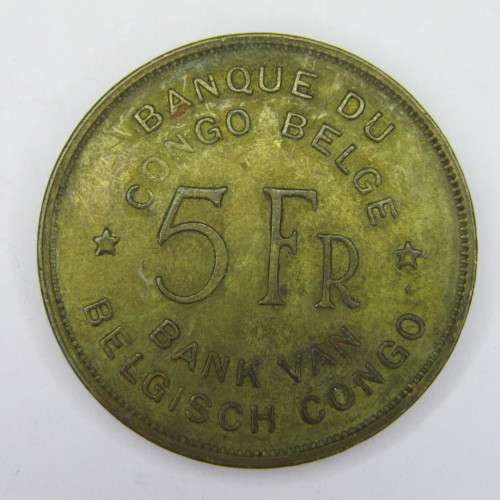 BANQUE DU
CONGO BELGE
5 FR
BANK VAN
BELGISCH CONGO